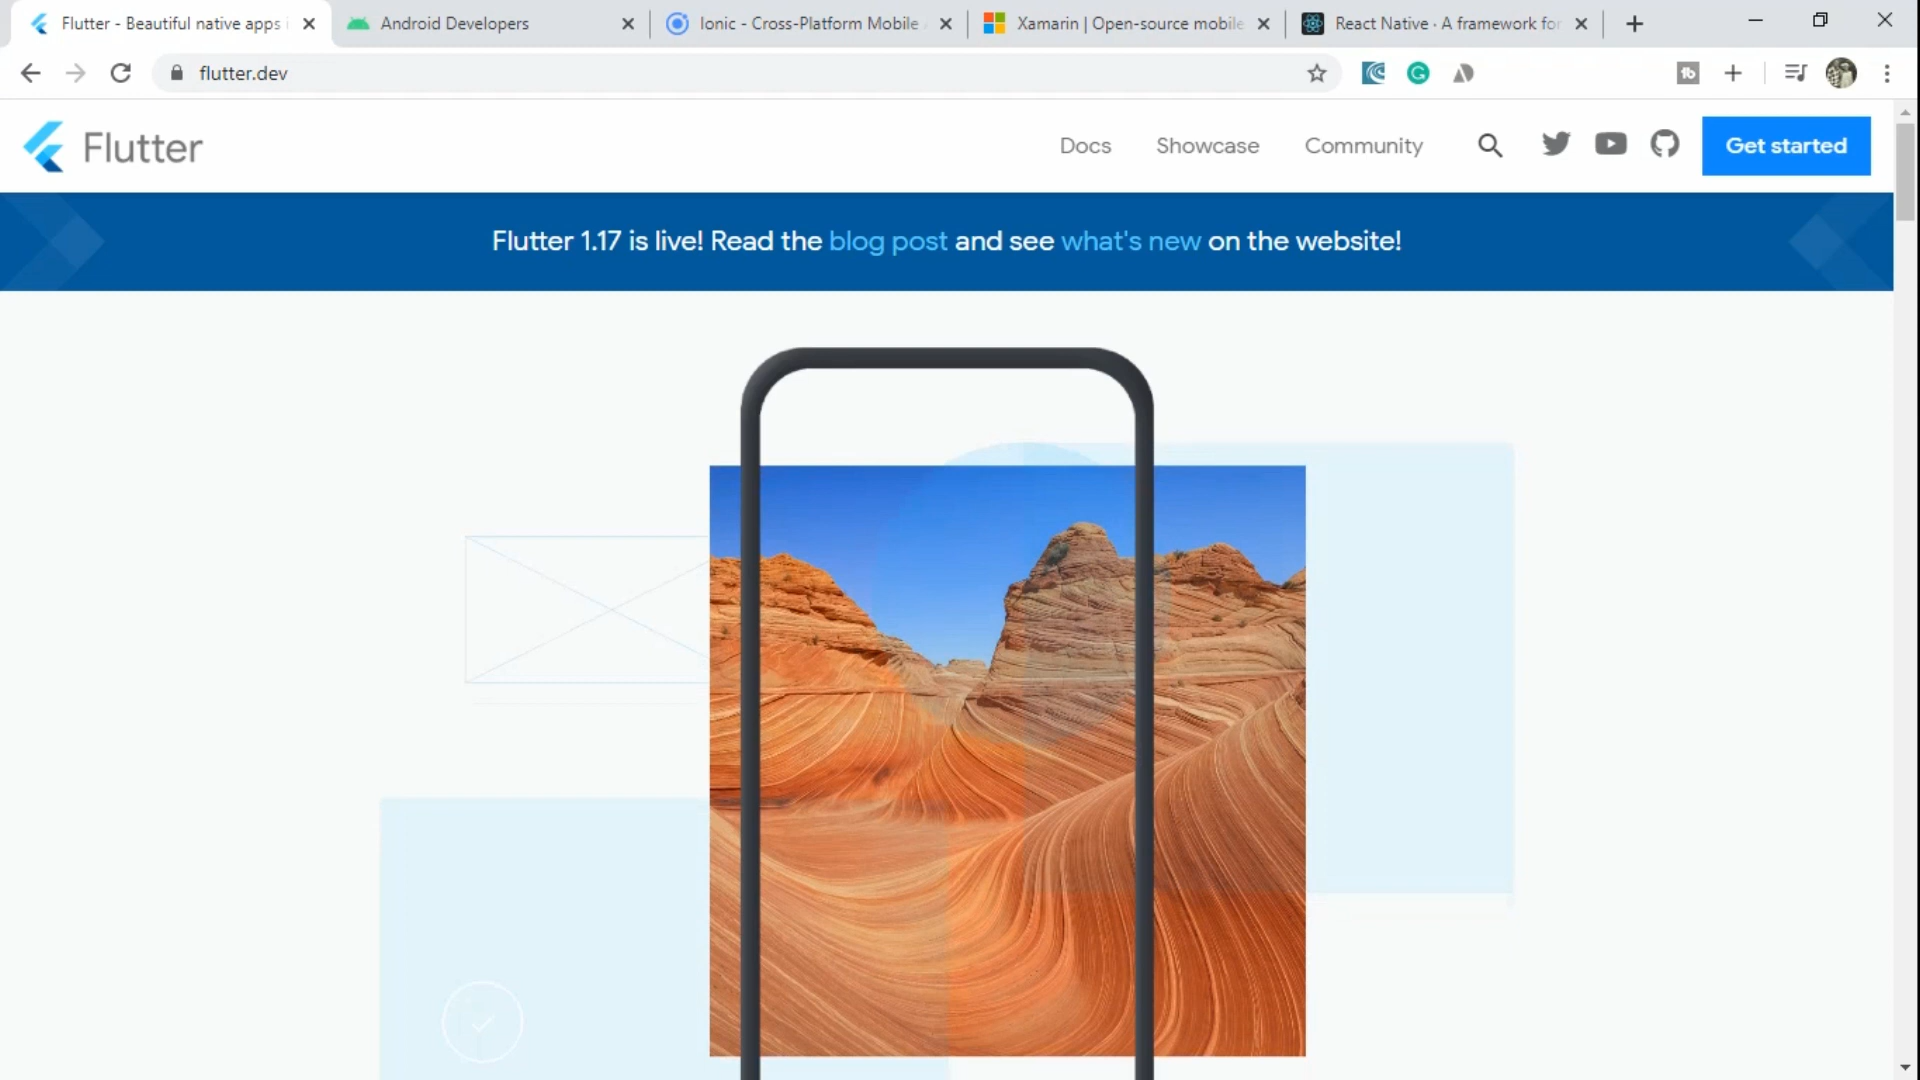 Flutter - Beautiful native apps i
Android Developers
Ionic - Cross-Platform Mobile
Xamarin | Open-source mobile
React Native · A framework for
flutter.dev
Flutter
Docs
Showcase
Community
Get started
Flutter 1.17 is live! Read the blog post and see what's new on the website!